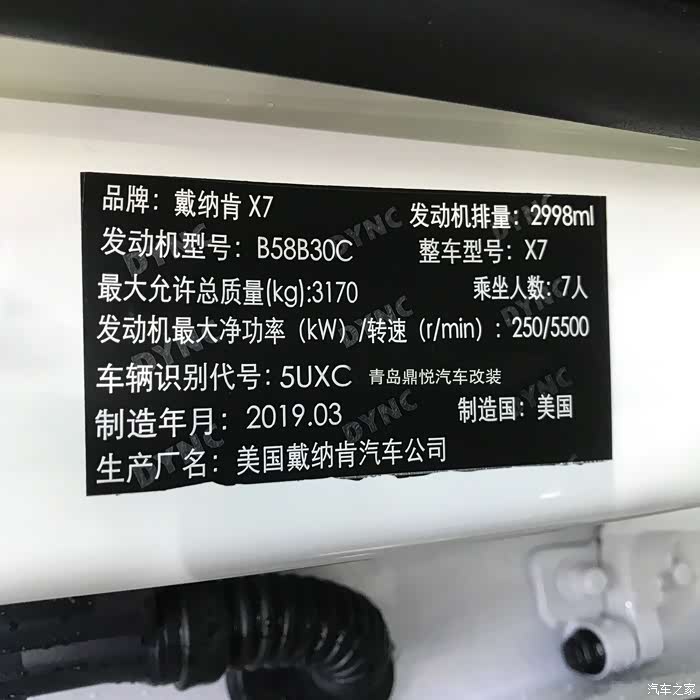 品牌：戴纳肯 X7 发动机排量：2998ml
发动机型号：B58B30C 整车型号：X7
最大允许总质量(kg):3170 乘坐人数：7人
发动机最大净功率（kW）/转速（r/min）：250/5500
车辆识别代号：5UXC 青岛鼎悦汽车改装
制造年月：2019.03 制造国：美国
生产厂名：美国戴纳肯汽车公司
DYNC
DYNC
DYNC
DYNC
DYNC
DYNC
DYNC
DYNC
DYNC
汽车之家